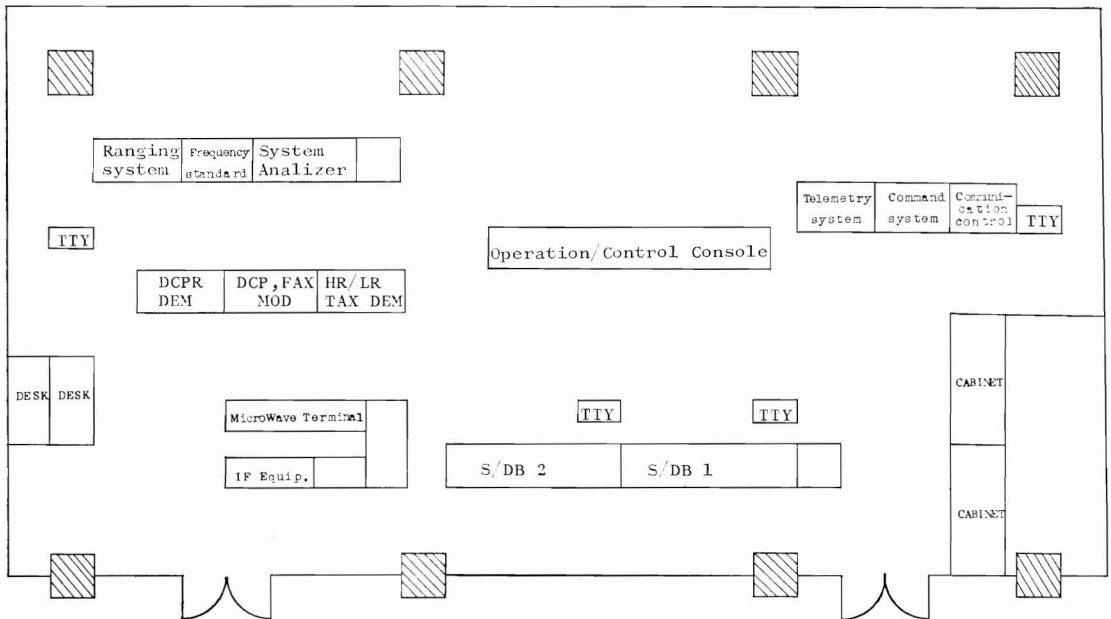 Ranging
system
Frequency
standard
System
Analizer
Telemetry
system
Command
system
Communi-
cation
control
TTY
TTY
Operation/Control Console
DCPR
DEM
DCP,FAX
MOD
HR/LR
TAX DEM
DESK
DESK
CABINET
MicroWave Terminal
TTY
TTY
IF Equip.
S/DB 2
S/DB 1
CABINET